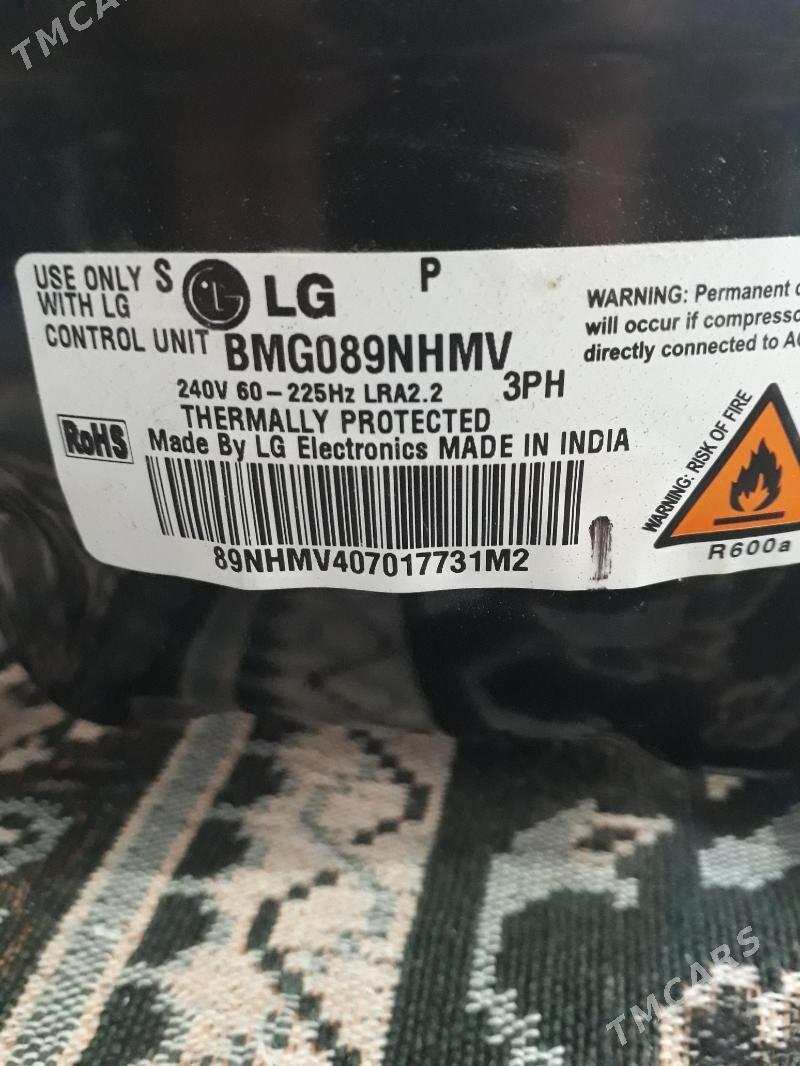 TMCARS
USE ONLY S LG P
WITH LG
CONTROL UNIT BMG089NHMV
240V 60-225Hz LRA2.2 3PH
THERMALLY PROTECTED
RoHS Made By LG Electronics MADE IN INDIA
89NHMV407017731M2
WARNING: Permanent
will occur if compresso
directly connected to A
WARNING: RISK OF FIRE
R600a
TMCARS